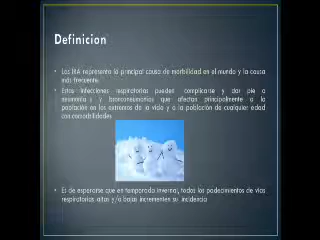 Definicion
• Las IRA representa la principal causa de morbilidad en el mundo y la causa
más frecuente.
• Estas infecciones respiratorias pueden complicarse y dar pie a
neumonía s y bronconeumonías que afectan principalmente a la
población en los extremos de la vida y a la población de cualquier edad
con comorbilidades
• Es de esperarse que en temporada invernal, todos los padecimientos de vías
respiratorias altas y/o bajas incrementen su incidencia